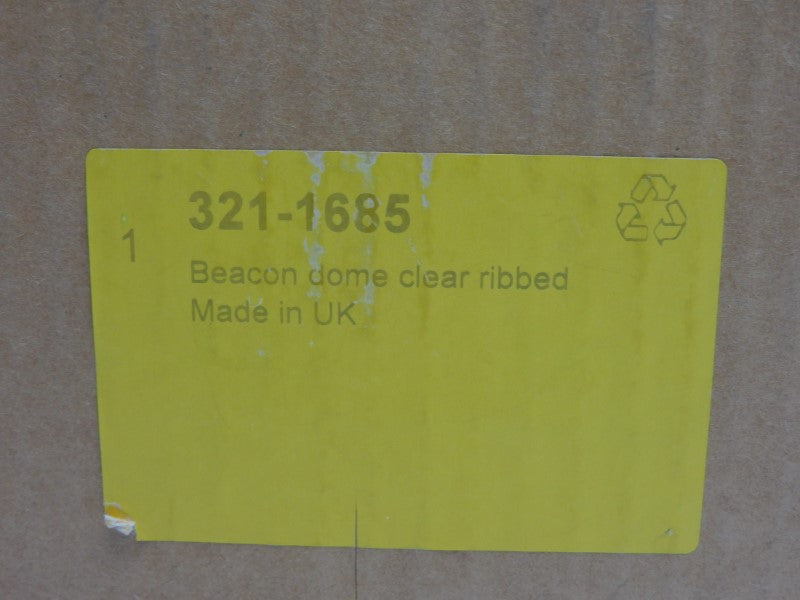 321-1685
1
Beacon dome clear ribbed
Made in UK